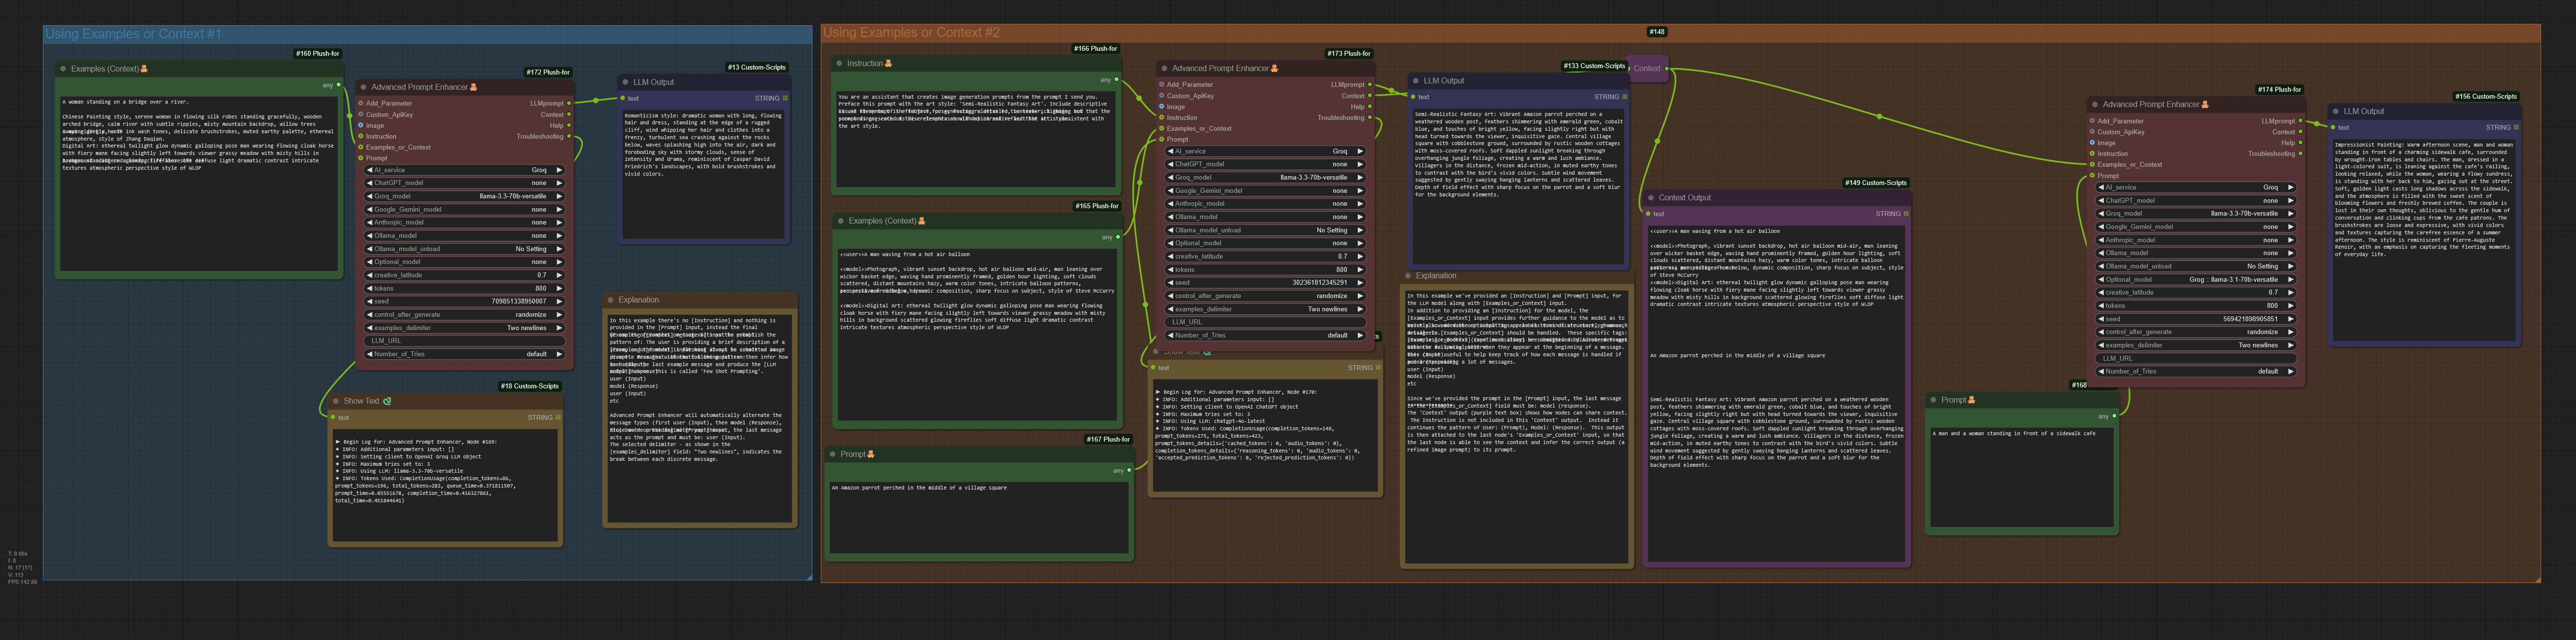 Using Examples or Context #1
#160 Plush-for
Examples (Context)
any
A woman standing on a bridge over a river.
Chinese Painting style, serene woman in flowing silk robes standing gracefully, wooden
arched bridge, calm river with subtle ripples, misty mountain backdrop, willow trees
ink wash tones, delicate brushstrokes, muted earthy palette, ethereal
atmosphere, style of Zhang Daqian.
Digital Art: ethereal twilight glow dynamic galloping pose man wearing flowing cloak horse
with fiery mane facing slightly left towards viewer grassy meadow with misty hills in
diffuse light dramatic contrast intricate
textures atmospheric perspective style of WLOP
#172 Plush-for
Advanced Prompt Enhancer
Add_Parameter
Custom_ApiKey
Image
Instruction
Examples_or_Context
Prompt
LLMprompt
Context
Help
Troubleshooting
AI_service Groq
ChatGPT_model none
Groq_model llama-3.3-70b-versatile
Google_Gemini_model none
Anthropic_model none
Ollama_model none
Ollama_model_unload No Setting
Optional_model none
creative_latitude 0.7
tokens 800
seed 709851338950007
control_after_generate randomize
examples_delimiter Two newlines
LLM_URL
Number_of_Tries default
#13 Custom-Scripts
LLM Output
text STRING
Romanticism style: dramatic woman with long, flowing
hair and dress, standing at the edge of a rugged
cliff, wind whipping her hair and clothes into a
frenzy, turbulent sea crashing against the rocks
below, waves splashing high into the air, dark and
foreboding sky with stormy clouds, sense of
intensity and drama, reminiscent of Caspar David
Friedrich's landscapes, with bold brushstrokes and
vivid colors.
#18 Custom-Scripts
Show Text
text STRING
Begin Log for: Advanced Prompt Enhancer, Node #169:
INFO: Additional parameters input: []
INFO: Setting client to OpenAI Groq LLM object
INFO: Maximum tries set to: 3
INFO: Using LLM: llama-3.3-70b-versatile
INFO: Tokens Used: CompletionUsage(completion_tokens=86,
prompt_tokens=196, total_tokens=282, queue_time=0.371811507,
prompt_time=0.03551678, completion_time=0.416327861,
total_time=0.451844641)
Explanation
In this example there's no [Instruction] and nothing is
provided in the [Prompt] input, instead the final
pattern of: The user is providing a brief description of a
then infer how
the last example message and produce the [LLM
this is called 'Few Shot Prompting'.
user (Input)
model (Response)
user (Input)
etc
Advanced Prompt Enhancer will automatically alternate the
message types (first user (Input), then model (Response),
the last message
acts as the prompt and must be: user (Input).
The selected delimiter - as shown in the
[examples_delimiter] field: "Two newlines", indicates the
break between each discrete message.
Using Examples or Context #2
#166 Plush-for
Instruction
any
You are an assistant that creates image generation prompts from the prompt I send you.
Preface this prompt with the art style: 'Semi-Realistic Fantasy Art'. Include descriptive
the art style.
#165 Plush-for
Examples (Context)
any
<<user>>A man waving from a hot air balloon
<<model>>Photograph, vibrant sunset backdrop, hot air balloon mid-air, man leaning over
wicker basket edge, waving hand prominently framed, golden hour lighting, soft clouds
scattered, distant mountains hazy, warm color tones, intricate balloon patterns,
dynamic composition, sharp focus on subject, style of Steve McCurry
<<model>>Digital Art: ethereal twilight glow dynamic galloping pose man wearing flowing
cloak horse with fiery mane facing slightly left towards viewer grassy meadow with misty
hills in background scattered glowing fireflies soft diffuse light dramatic contrast
intricate textures atmospheric perspective style of WLOP
#167 Plush-for
Prompt
any
An Amazon parrot perched in the middle of a village square
#173 Plush-for
Advanced Prompt Enhancer
Add_Parameter
Custom_ApiKey
Image
Instruction
Examples_or_Context
Prompt
LLMprompt
Context
Help
Troubleshooting
AI_service Groq
ChatGPT_model none
Groq_model llama-3.3-70b-versatile
Google_Gemini_model none
Anthropic_model none
Ollama_model none
Ollama_model_unload No Setting
Optional_model none
creative_latitude 0.7
tokens 800
seed 302361812345291
control_after_generate randomize
examples_delimiter Two newlines
LLM_URL
Number_of_Tries default
text STRING
Begin Log for: Advanced Prompt Enhancer, Node #170:
INFO: Additional parameters input: []
INFO: Setting client to OpenAI ChatGPT object
INFO: Maximum tries set to: 3
INFO: Using LLM: chatgpt-4o-latest
INFO: Tokens Used: CompletionUsage(completion_tokens=148,
prompt_tokens=275, total_tokens=423,
completion_tokens_details={'reasoning_tokens': 0, 'audio_tokens': 0,
'accepted_prediction_tokens': 0, 'rejected_prediction_tokens': 0},
prompt_tokens_details={'cached_tokens': 0, 'audio_tokens': 0})
#133 Custom-Scripts
LLM Output
text STRING
Semi-Realistic Fantasy Art: Vibrant Amazon parrot perched on a
weathered wooden post, feathers shimmering with emerald green, cobalt
blue, and touches of bright yellow, facing slightly right but with
head turned towards the viewer, inquisitive gaze. Central village
square with cobblestone ground, surrounded by rustic wooden cottages
with moss-covered roofs. Soft dappled sunlight breaking through
overhanging jungle foliage, creating a warm and lush ambiance.
Villagers in the distance, frozen mid-action, in muted earthy tones
to contrast with the bird's vivid colors. Subtle wind movement
suggested by gently swaying hanging lanterns and scattered leaves.
Depth of field effect with sharp focus on the parrot and a soft blur
for the background elements.
Explanation
In this example we've provided an [Instruction] and [Prompt] input, for
the LLM model along with [Examples_or_Context] input.
In addition to providing an [Instruction] for the model, the
[Examples_or_Context] input provides further guidance to the model as to
user (Input)
model (Response)
etc
Since we've provided the prompt in the [Prompt] input, the last message
in the [Examples_or_Context] field must be: model (response).
The 'Context' output (purple text box) shows how nodes can share context.
The Instruction is not included in this 'Context' output. Instead it
continues the pattern of User: (Prompt), Model: (Response). This output
is then attached to the last node's 'Examples_or_Context' input, so that
the last node is able to see the context and infer the correct output (a
refined image prompt) to its prompt.
#148
Context
#149 Custom-Scripts
Context Output
text STRING
<<user>>A man waving from a hot air balloon
<<model>>Photograph, vibrant sunset backdrop, hot air balloon mid-air, man leaning
over wicker basket edge, waving hand prominently framed, golden hour lighting, soft
clouds scattered, distant mountains hazy, warm color tones, intricate balloon
dynamic composition, sharp focus on subject, style
of Steve McCurry
<<model>>Digital Art: ethereal twilight glow dynamic galloping pose man wearing
flowing cloak horse with fiery mane facing slightly left towards viewer grassy
meadow with misty hills in background scattered glowing fireflies soft diffuse light
dramatic contrast intricate textures atmospheric perspective style of WLOP
An Amazon parrot perched in the middle of a village square
Semi-Realistic Fantasy Art: Vibrant Amazon parrot perched on a weathered wooden
post, feathers shimmering with emerald green, cobalt blue, and touches of bright
yellow, facing slightly right but with head turned towards the viewer, inquisitive
gaze. Central village square with cobblestone ground, surrounded by rustic wooden
cottages with moss-covered roofs. Soft dappled sunlight breaking through overhanging
jungle foliage, creating a warm and lush ambiance. Villagers in the distance, frozen
mid-action, in muted earthy tones to contrast with the bird's vivid colors. Subtle
wind movement suggested by gently swaying hanging lanterns and scattered leaves.
Depth of field effect with sharp focus on the parrot and a soft blur for the
background elements.
#168
Prompt
any
A man and a woman standing in front of a sidewalk cafe
#174 Plush-for
Advanced Prompt Enhancer
Add_Parameter
Custom_ApiKey
Image
Instruction
Examples_or_Context
Prompt
LLMprompt
Context
Help
Troubleshooting
AI_service Groq
ChatGPT_model none
Groq_model llama-3.3-70b-versatile
Google_Gemini_model none
Anthropic_model none
Ollama_model none
Ollama_model_unload No Setting
Optional_model Groq :: llama-3.1-70b-versatile
creative_latitude 0.7
tokens 800
seed 569421898905851
control_after_generate randomize
examples_delimiter Two newlines
LLM_URL
Number_of_Tries default
#156 Custom-Scripts
LLM Output
text STRING
Impressionist Painting: warm afternoon scene, man and woman
standing in front of a charming sidewalk cafe, surrounded
by wrought-iron tables and chairs. The man, dressed in a
light-colored suit, is leaning against the cafe's railing,
looking relaxed, while the woman, wearing a flowy sundress,
is standing with her back to him, gazing out at the street.
Soft, golden light casts long shadows across the sidewalk,
and the atmosphere is filled with the sweet scent of
blooming flowers and freshly brewed coffee. The couple is
lost in their own thoughts, oblivious to the gentle hum of
conversation and clinking cups from the cafe patrons. The
brushstrokes are loose and expressive, with vivid colors
and textures capturing the carefree essence of a summer
afternoon. The style is reminiscent of Pierre-Auguste
Renoir, with an emphasis on capturing the fleeting moments
of everyday life.
T: 0.00s
I: 0
N: 17 [17]
V: 113
FPS:142.86